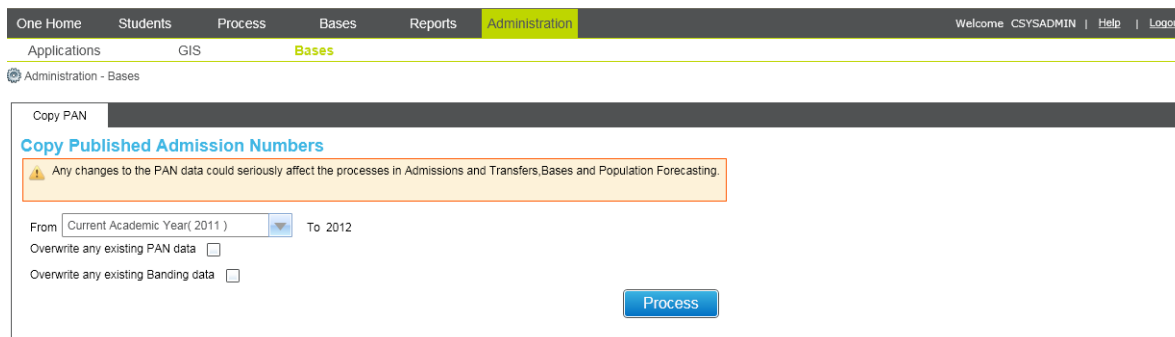 One Home Students Process Bases Reports Administration Welcome CSYSADMIN | Help |
Applications GIS Bases
Administration - Bases
Copy PAN
Copy Published Admission Numbers
Any changes to the PAN data could seriously affect the processes in Admissions and Transfers,Bases and Population Forecasting.
From Current Academic Year( 2011 ) To 2012
Overwrite any existing PAN data
Overwrite any existing Banding data
Process